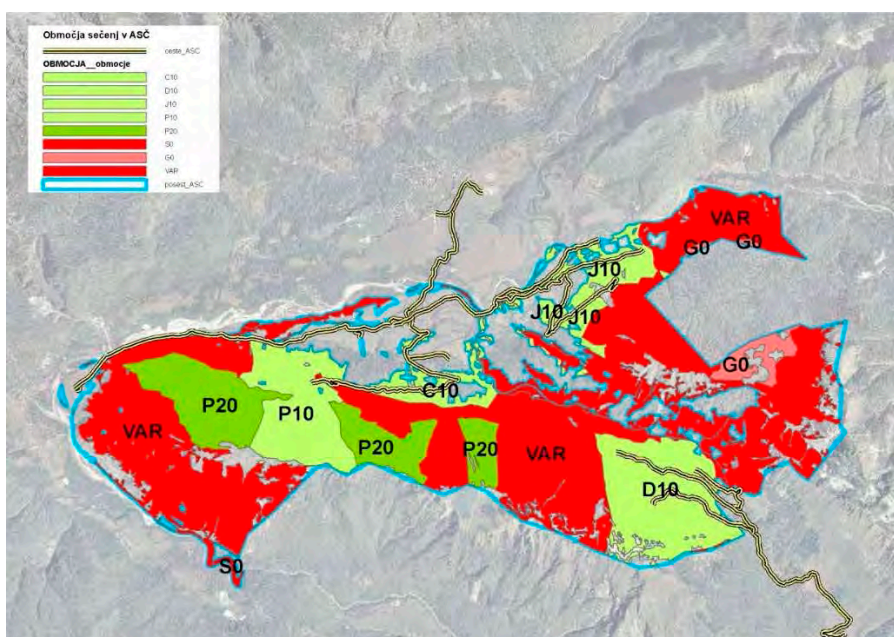 Območja sečenj v ASČ
ceste_ASČ
OBMOCJA__obmocje
C10
D10
J10
P10
P20
S0
G0
VAR
posest_ASC
VAR
G0 G0
J10
J10
J10
G0
C10
P20
P10
VAR
P20
P20
VAR
D10
S0